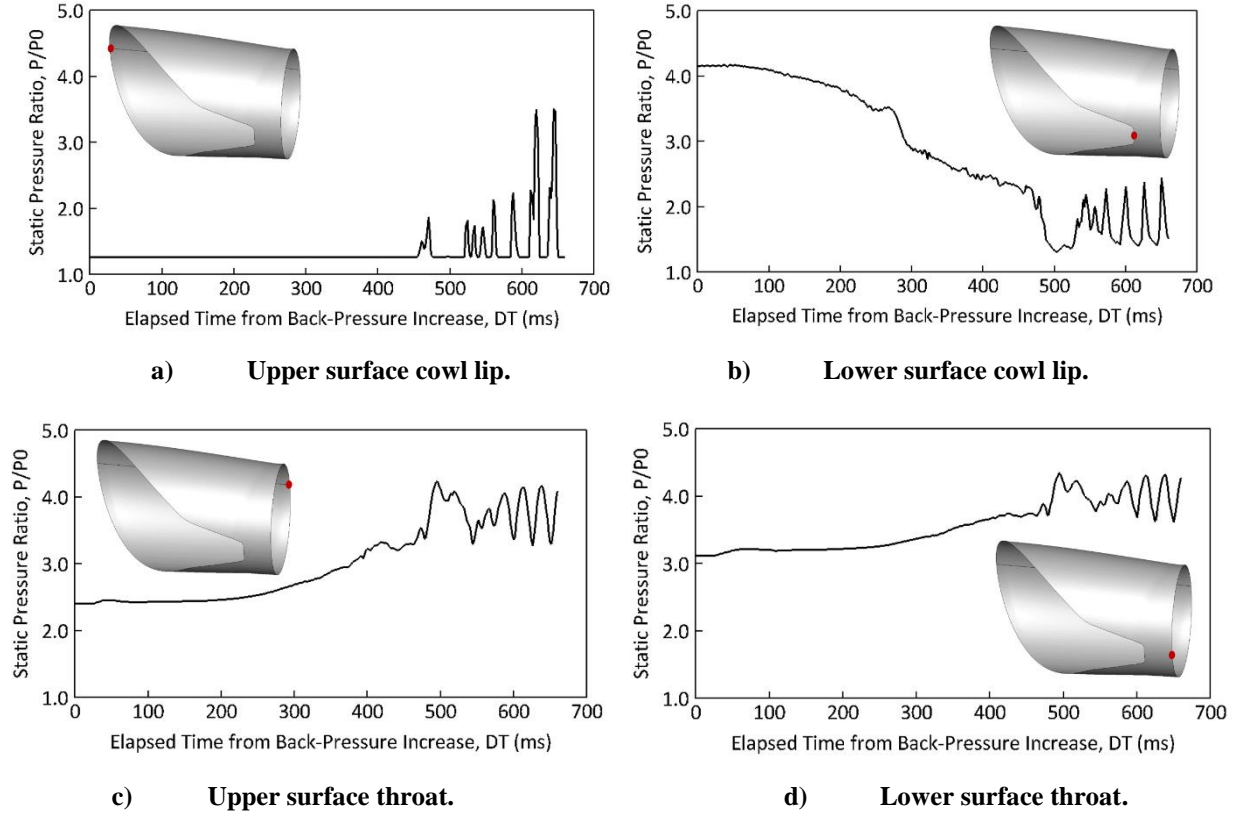 5.0
4.0
3.0
2.0
1.0
Static Pressure Ratio, P/P0
0 100 200 300 400 500 600 700
Elapsed Time from Back-Pressure Increase, DT (ms)
a) Upper surface cowl lip.
5.0
4.0
3.0
2.0
1.0
Static Pressure Ratio, P/P0
0 100 200 300 400 500 600 700
Elapsed Time from Back-Pressure Increase, DT (ms)
b) Lower surface cowl lip.
5.0
4.0
3.0
2.0
1.0
Static Pressure Ratio, P/P0
0 100 200 300 400 500 600 700
Elapsed Time from Back-Pressure Increase, DT (ms)
c) Upper surface throat.
5.0
4.0
3.0
2.0
1.0
Static Pressure Ratio, P/P0
0 100 200 300 400 500 600 700
Elapsed Time from Back-Pressure Increase, DT (ms)
d) Lower surface throat.